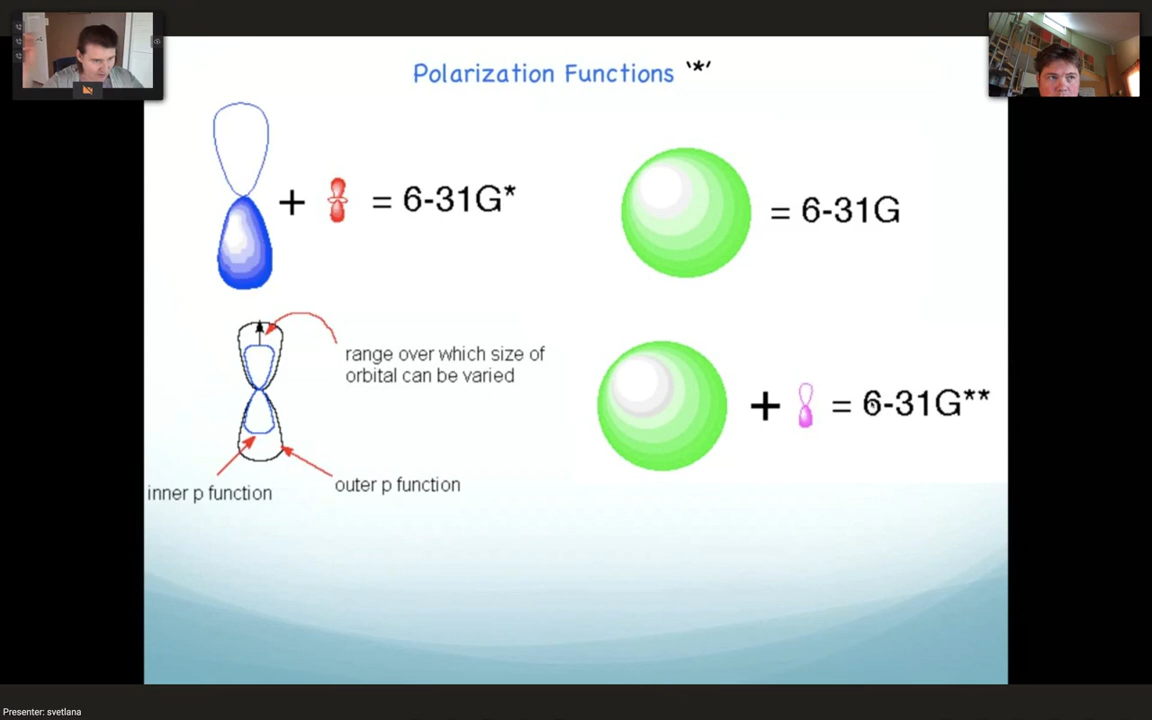 Polarization Functions '*'
+ = 6-31G*
= 6-31G
range over which size of
orbital can be varied
+ = 6-31G**
inner p function
outer p function
Presenter: svetlana